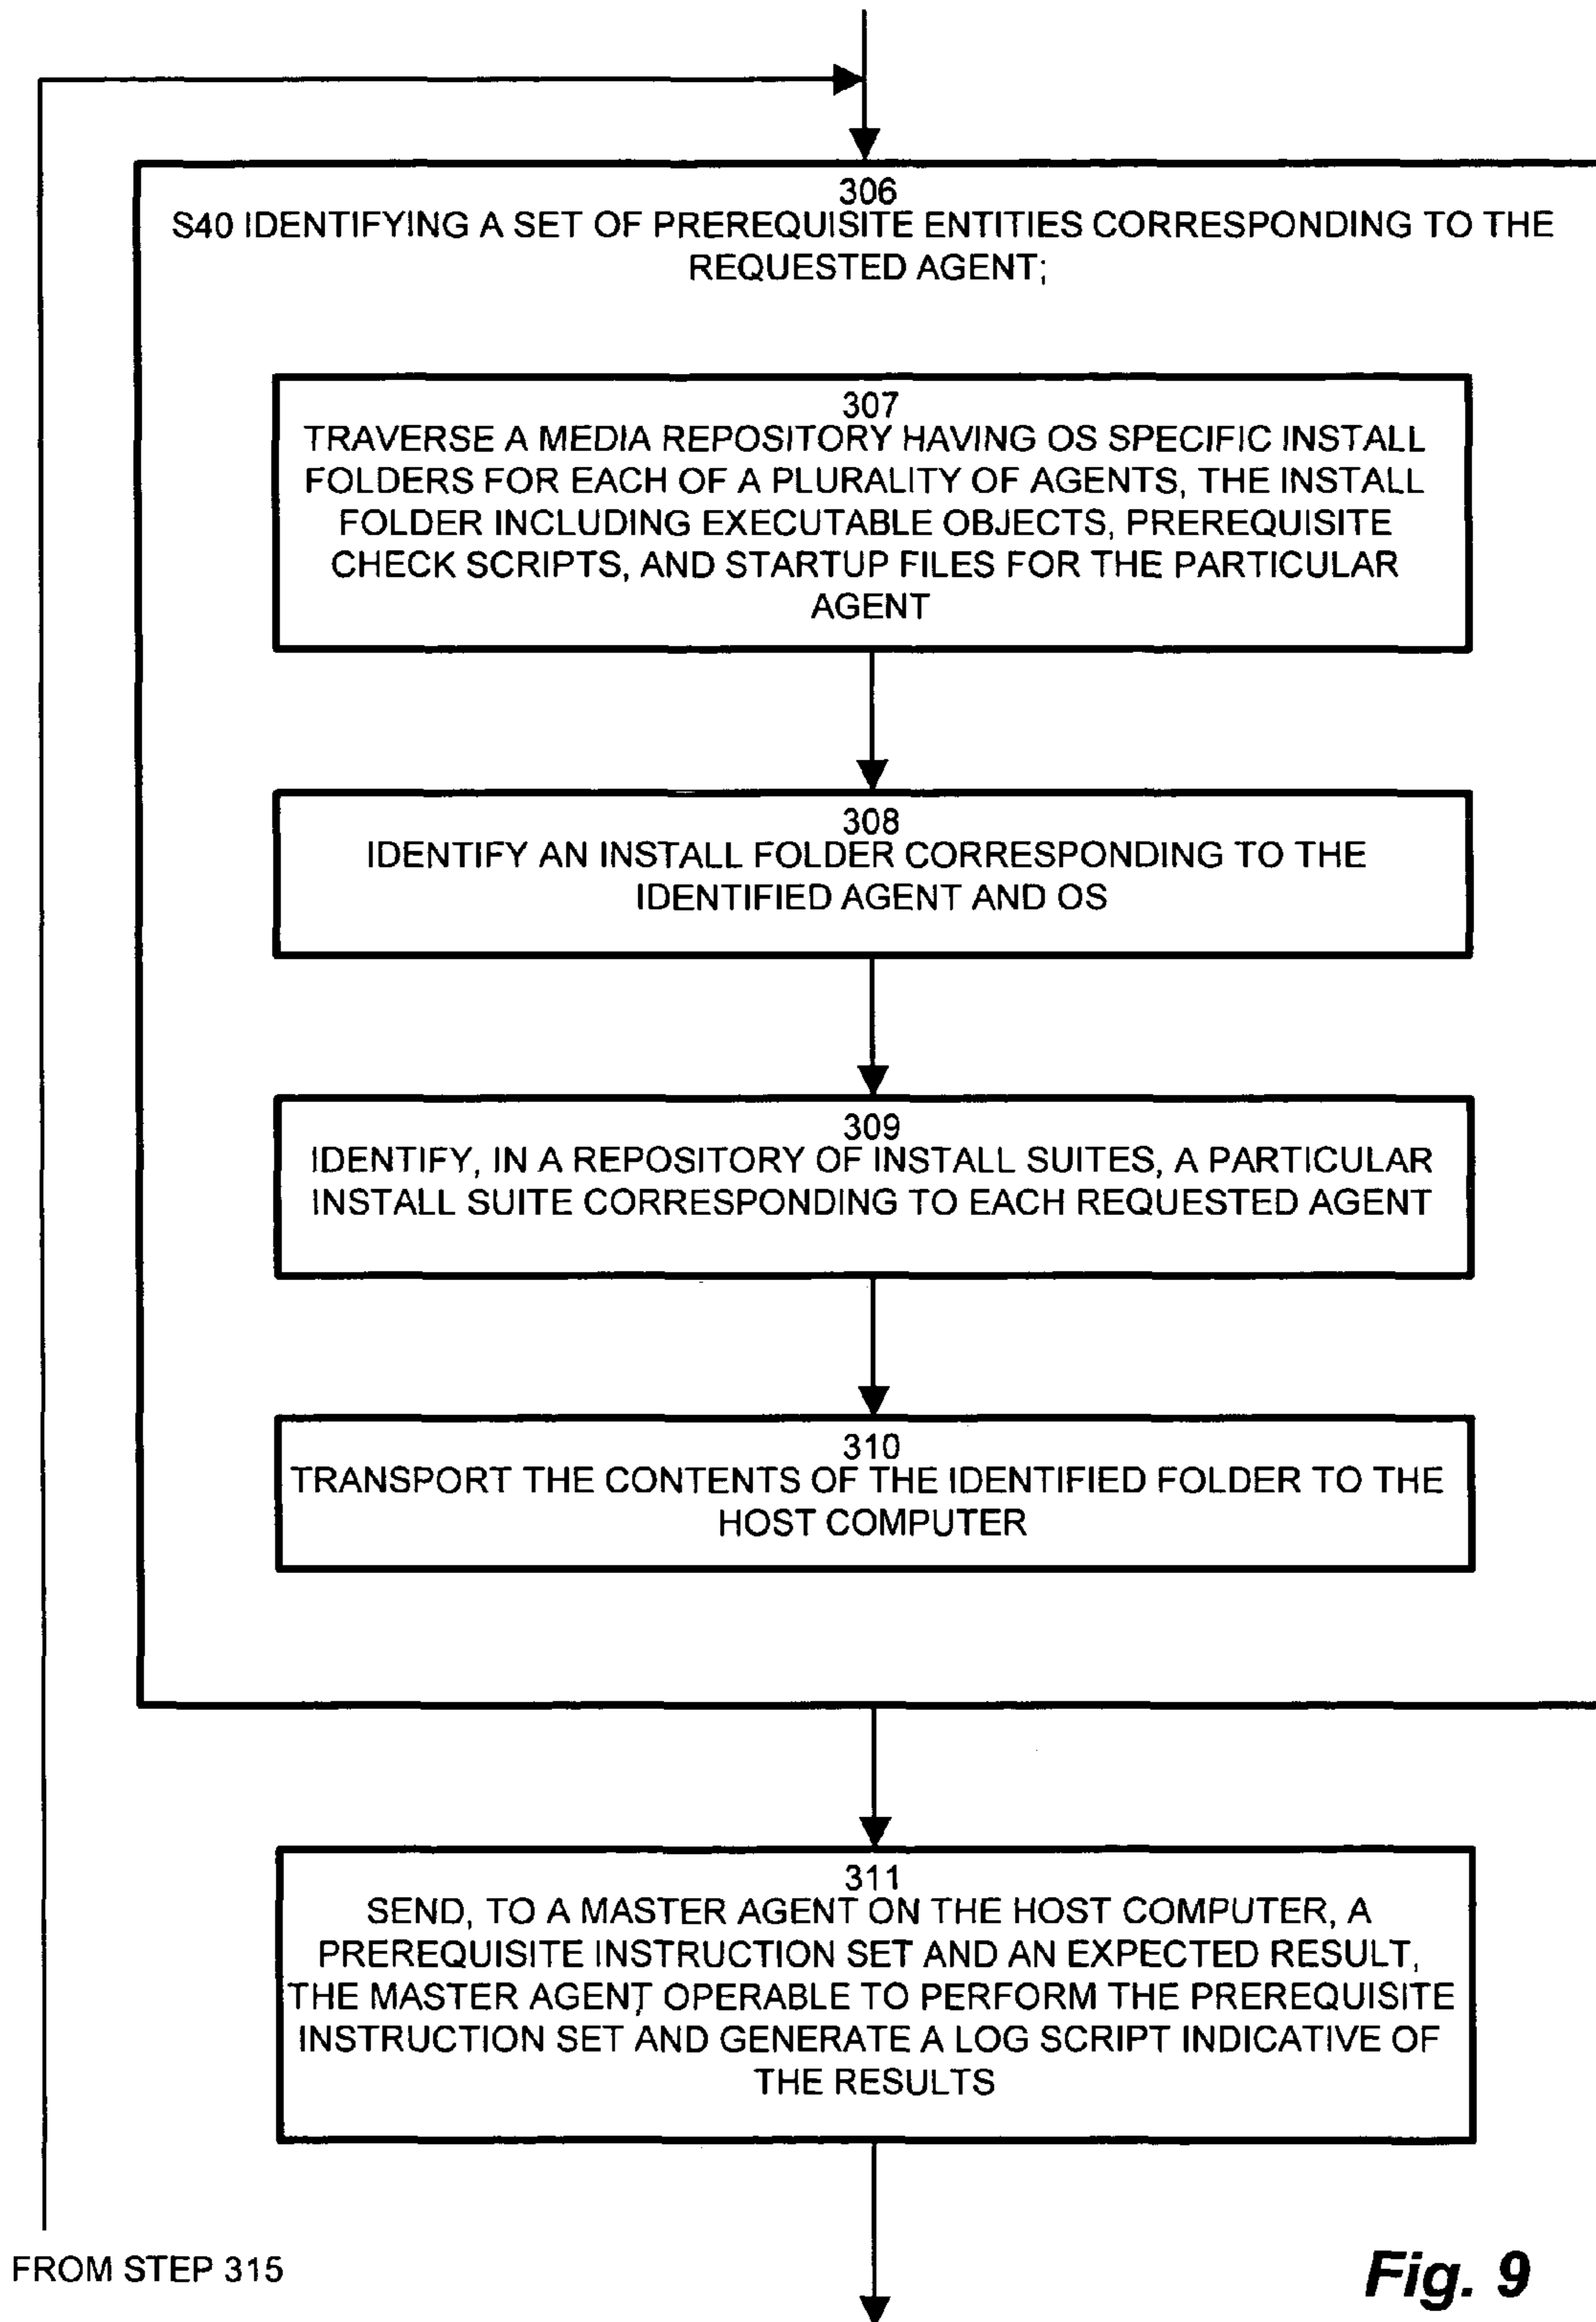 306
S40 IDENTIFYING A SET OF PREREQUISITE ENTITIES CORRESPONDING TO THE
REQUESTED AGENT;
307
TRAVERSE A MEDIA REPOSITORY HAVING OS SPECIFIC INSTALL
FOLDERS FOR EACH OF A PLURALITY OF AGENTS, THE INSTALL
FOLDER INCLUDING EXECUTABLE OBJECTS, PREREQUISITE
CHECK SCRIPTS, AND STARTUP FILES FOR THE PARTICULAR
AGENT
308
IDENTIFY AN INSTALL FOLDER CORRESPONDING TO THE
IDENTIFIED AGENT AND OS
309
IDENTIFY, IN A REPOSITORY OF INSTALL SUITES, A PARTICULAR
INSTALL SUITE CORRESPONDING TO EACH REQUESTED AGENT
310
TRANSPORT THE CONTENTS OF THE IDENTIFIED FOLDER TO THE
HOST COMPUTER
311
SEND, TO A MASTER AGENT ON THE HOST COMPUTER, A
PREREQUISITE INSTRUCTION SET AND AN EXPECTED RESULT,
THE MASTER AGENT OPERABLE TO PERFORM THE PREREQUISITE
INSTRUCTION SET AND GENERATE A LOG SCRIPT INDICATIVE OF
THE RESULTS
FROM STEP 315
Fig. 9